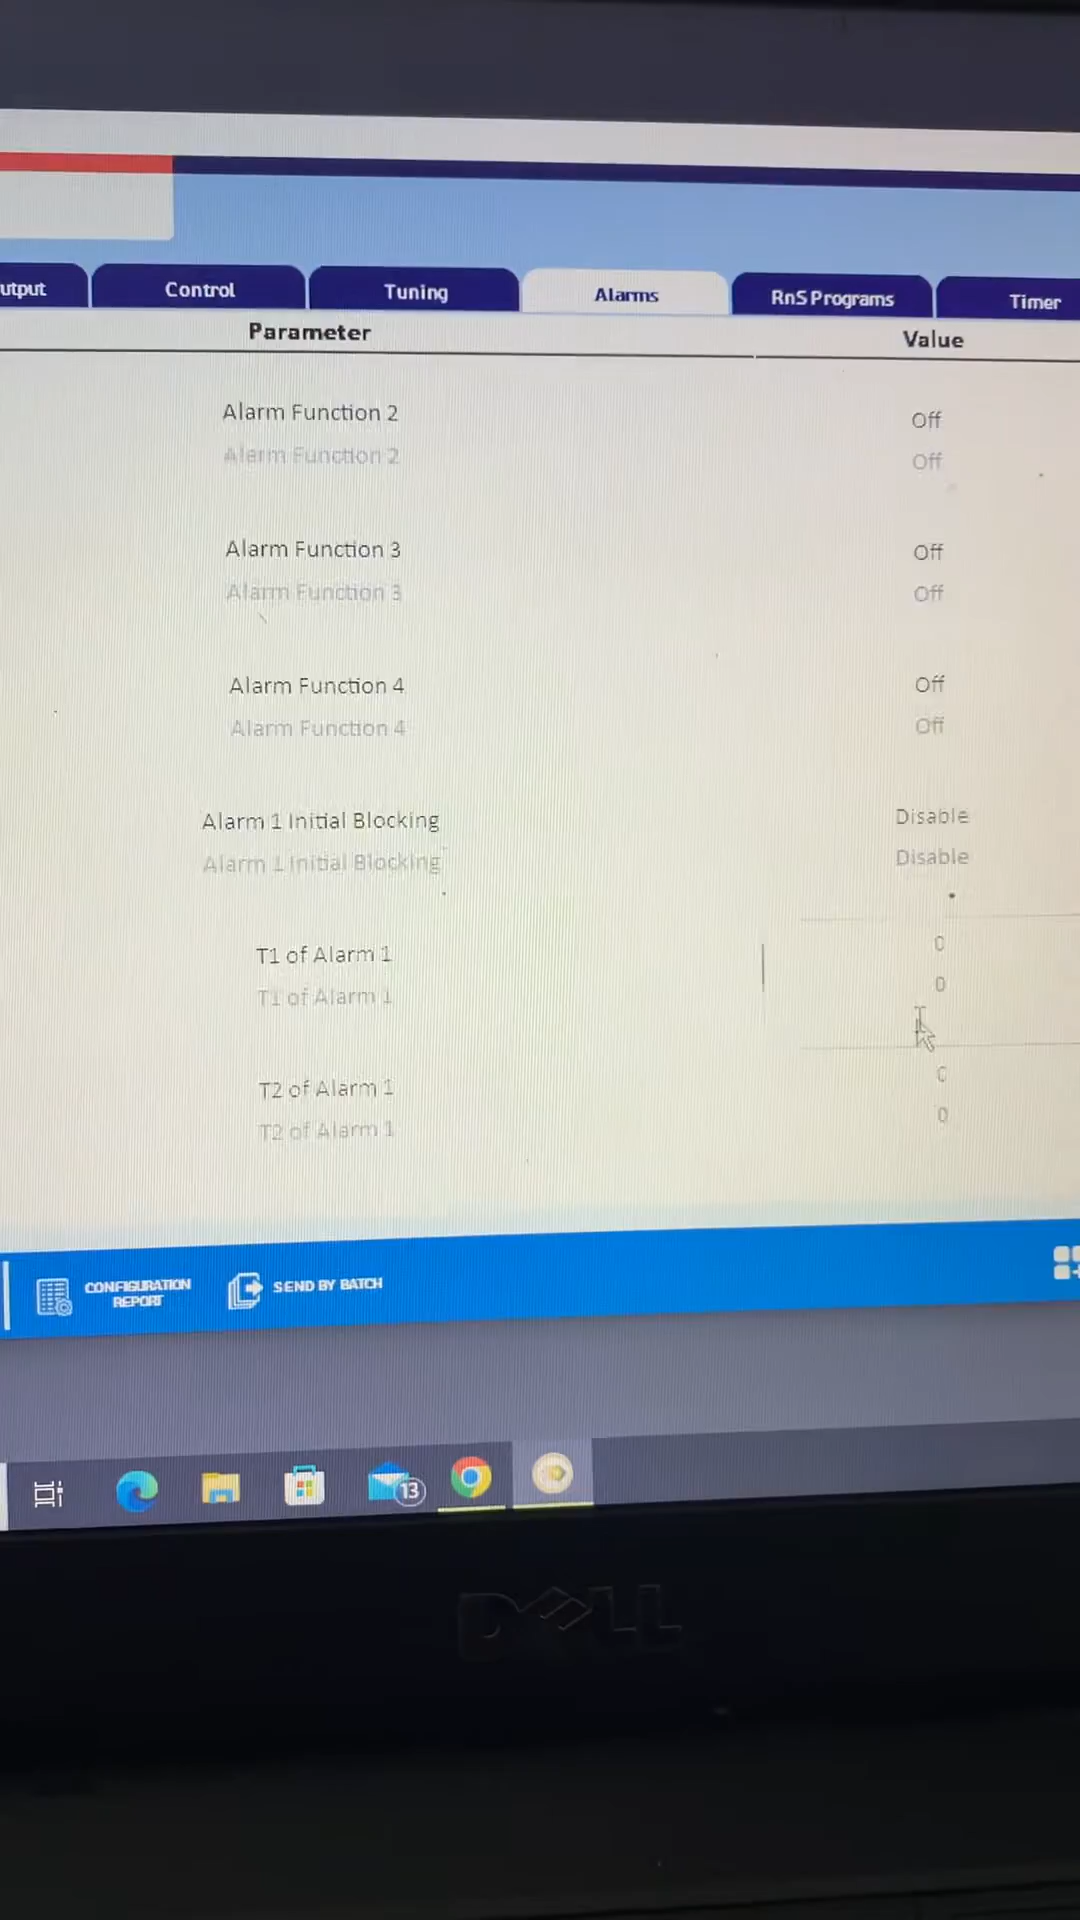 utput Control Tuning Alarms RnS Programs Timer
Parameter Value
Alarm Function 2 Off
Alarm Function 2 Off
Alarm Function 3 Off
Alarm Function 3 Off
Alarm Function 4 Off
Alarm Function 4 Off
Alarm 1 Initial Blocking Disable
Alarm 1 Initial Blocking Disable
T1 of Alarm 1 0
T1 of Alarm 1 0
T2 of Alarm 1 0
T2 of Alarm 1 0
CONFIGURATION
REPORT
SEND BY BATCH
13
DELL